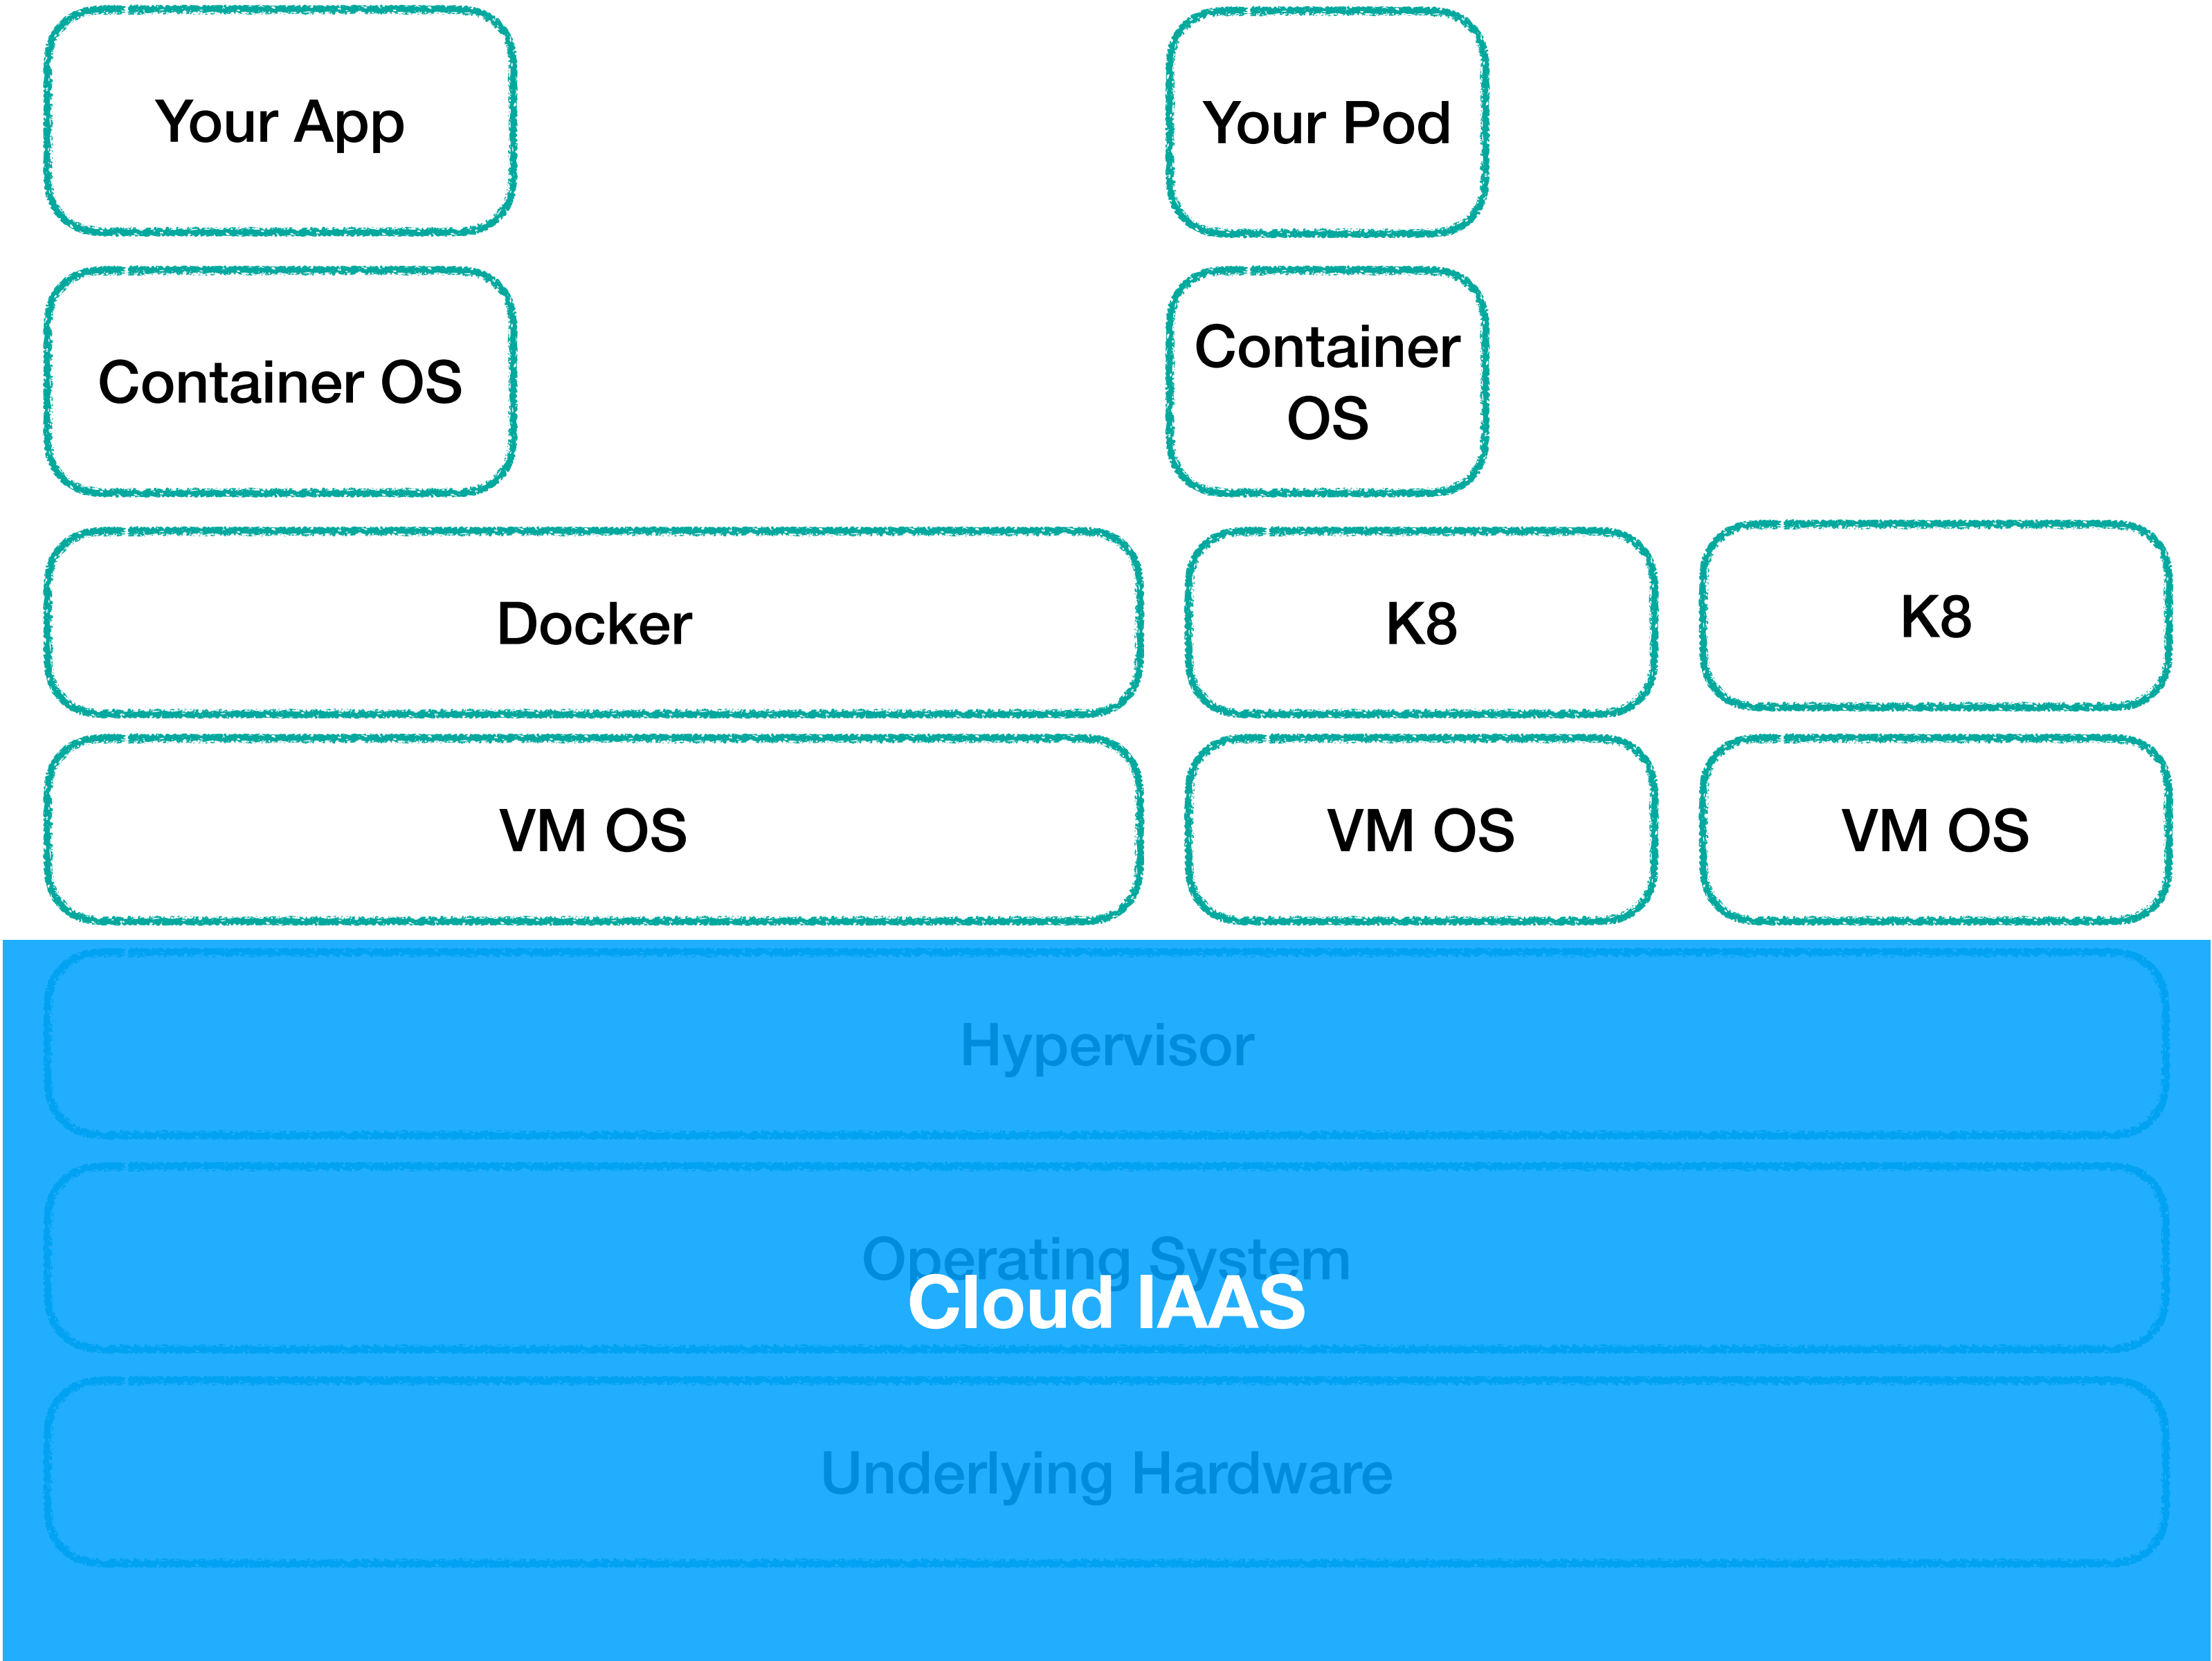 Your App
Your Pod
Container OS
Container
OS
Docker
K8
K8
VM OS
VM OS
VM OS
Hypervisor
Operating System
Cloud IAAS
Underlying Hardware